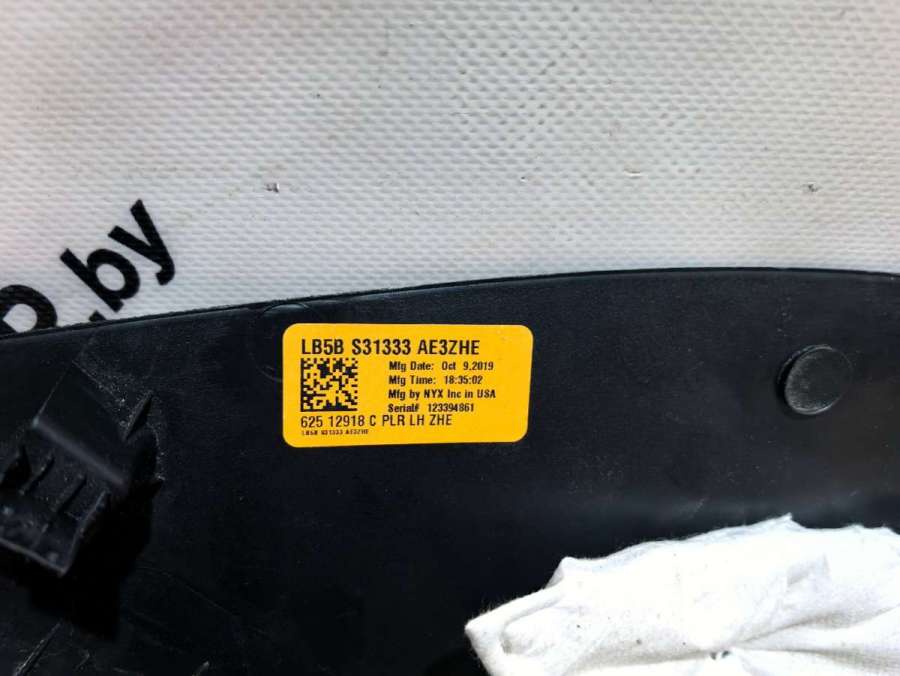 .by
LB5B S31333 AE3ZHE
Mfg Date: Oct 9,2019
Mfg Time: 18:35:02
Mfg by NYX Inc in USA
Serial# 123394861
625 12918 C PLR LH ZHE
LB5B S31333 AE3ZHE